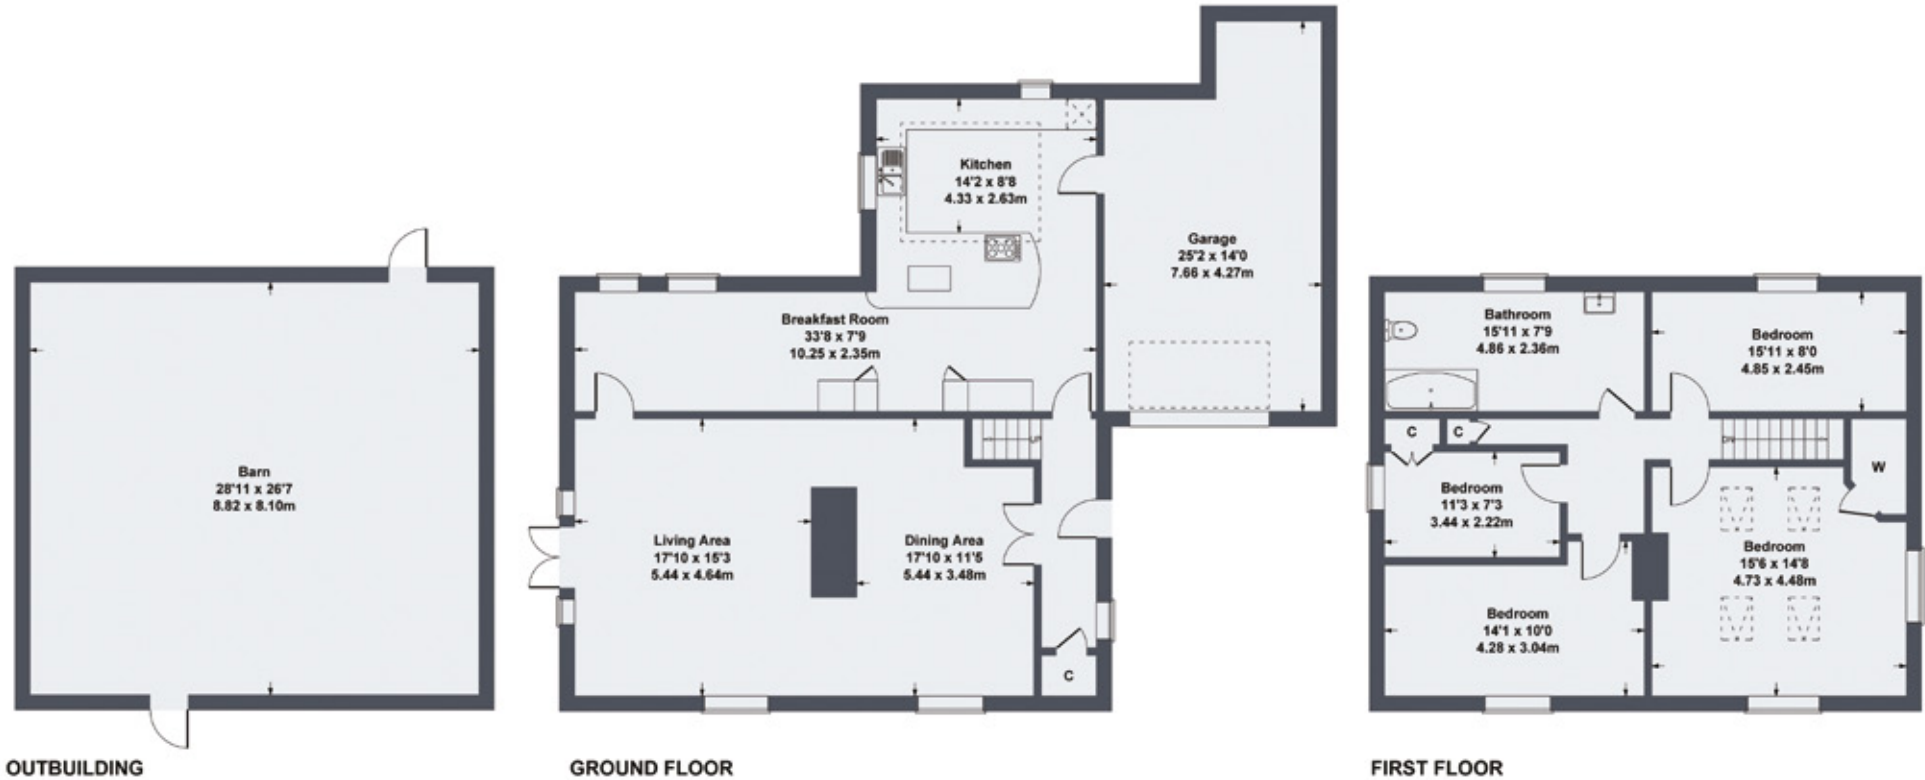 Barn
28'11 x 26'7
8.82 x 8.10m
OUTBUILDING
Kitchen
14'2 x 8'8
4.33 x 2.63m
Garage
25'2 x 14'0
7.66 x 4.27m
Breakfast Room
33'8 x 7'9
10.25 x 2.35m
Living Area
17'10 x 15'3
5.44 x 4.64m
Dining Area
17'10 x 11'5
5.44 x 3.48m
C
GROUND FLOOR
Bathroom
15'11 x 7'9
4.86 x 2.36m
Bedroom
15'11 x 8'0
4.85 x 2.45m
C
C
W
Bedroom
11'3 x 7'3
3.44 x 2.22m
Bedroom
15'6 x 14'8
4.73 x 4.48m
Bedroom
14'1 x 10'0
4.28 x 3.04m
FIRST FLOOR